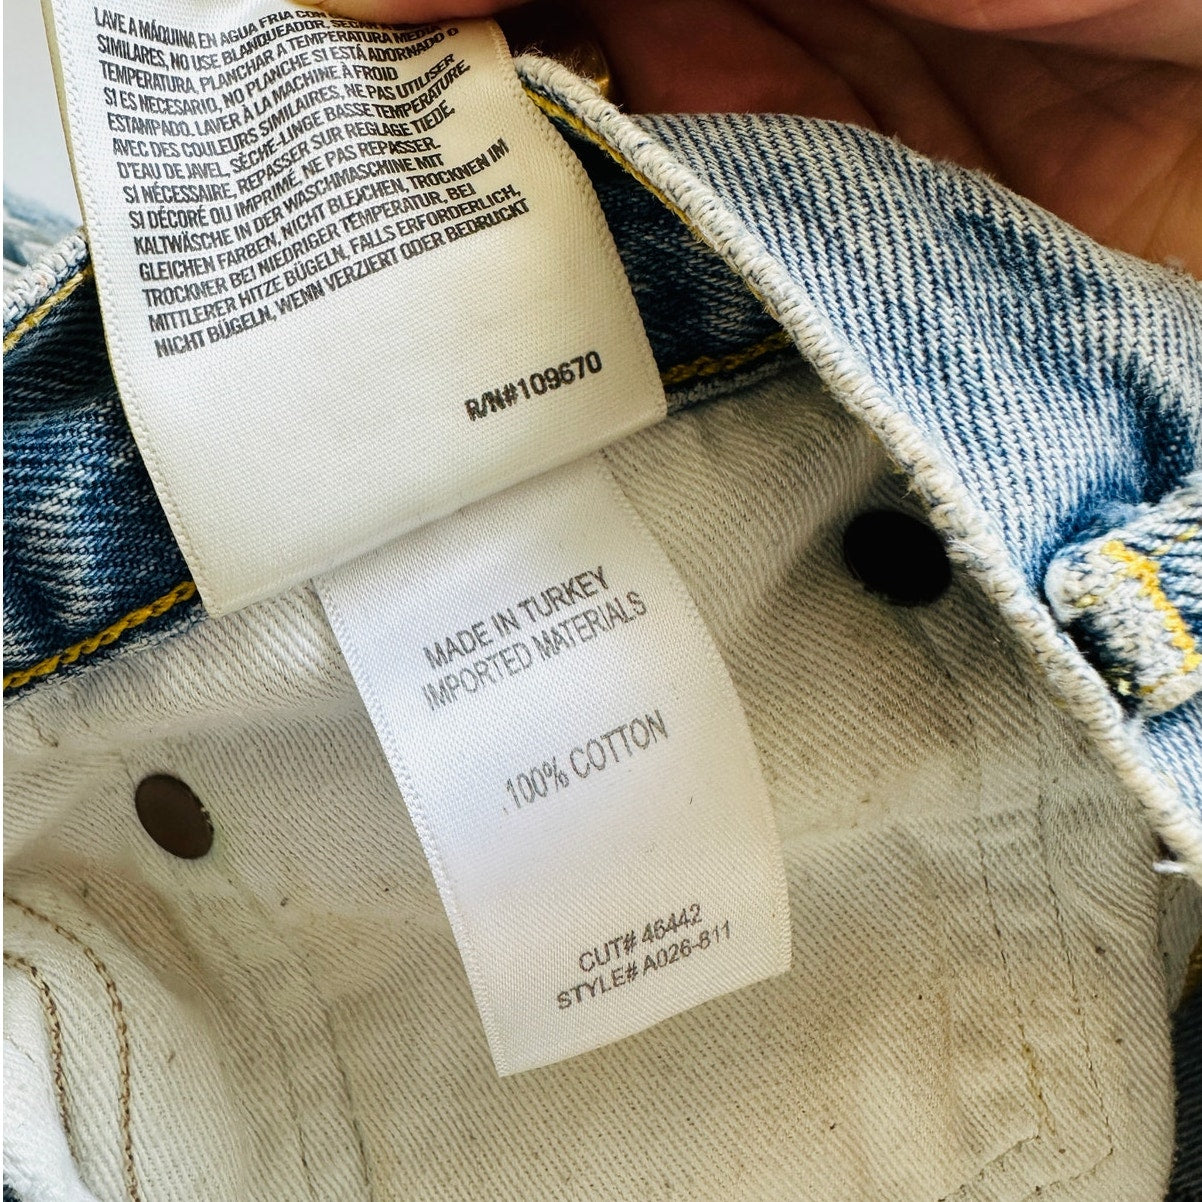 LAVE A MÁQUINA EN AGUA FRIA CON
SIMILARES, NO USE BLANQUEADOR, SECAR A
TEMPERATURA, PLANCHAR A TEMPERATURA MEDIA
SI ES NECESARIO, NO PLANCHE SI ESTÁ ADORNADO O
ESTAMPADO. LAVER À LA MACHINE À FROID
AVEC DES COULEURS SIMILAIRES, NE PAS UTILISER
D'EAU DE JAVEL, SÈCHE-LINGE BASSE TEMPÉRATURE,
SI NÉCESSAIRE, REPASSER SUR REGLAGE TIEDE,
SI DÉCORÉ OU IMPRIMÉ, NE PAS REPASSER.
KALTWÄSCHE IN DER WASCHMASCHINE MIT
GLEICHEN FARBEN, NICHT BLEICHEN, TROCKNEN IM
TROCKNER BEI NIEDRIGER TEMPERATUR, BEI
MITTLERER HITZE BÜGELN, FALLS ERFORDERLICH,
NICHT BÜGELN, WENN VERZIERT ODER BEDRUCKT
R/N#109670
MADE IN TURKEY
IMPORTED MATERIALS
100% COTTON
CUT# 46442
STYLE# A026-811